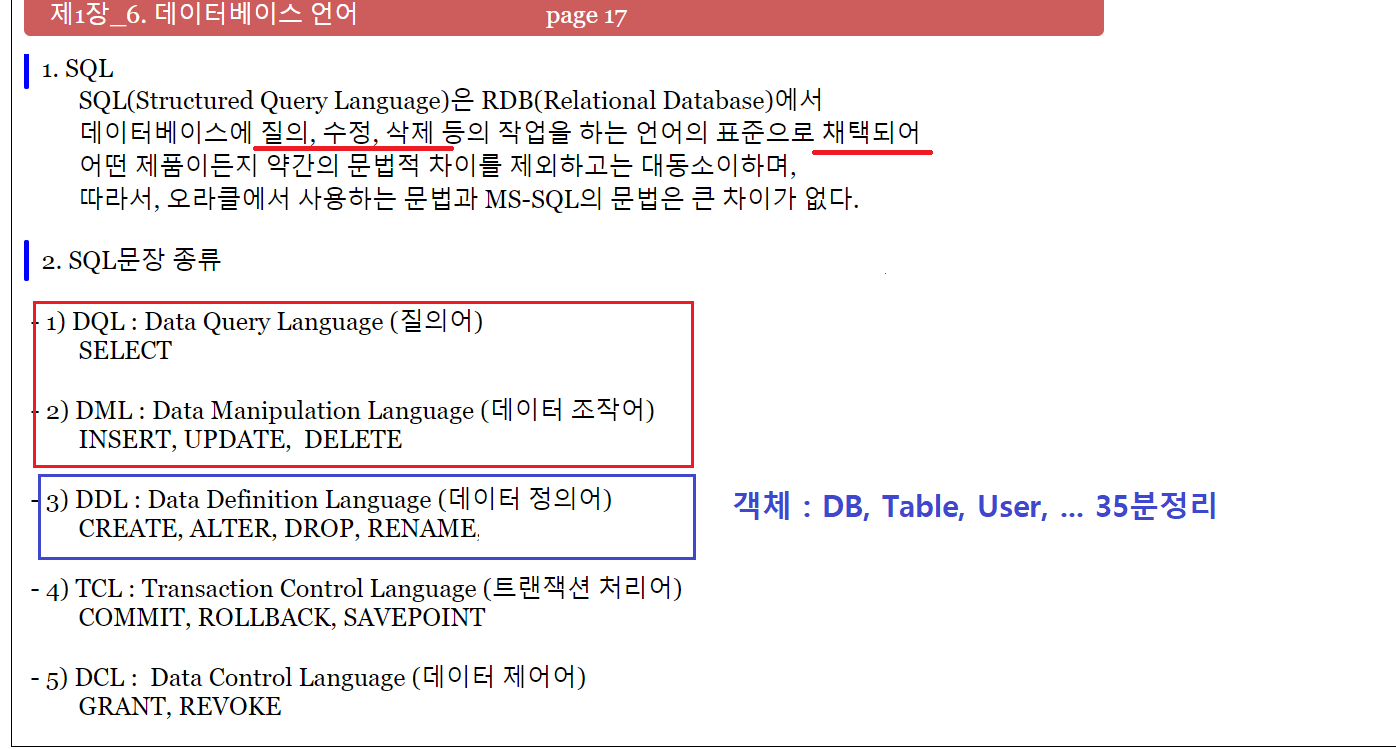 제1장_6. 데이터베이스 언어 page 17
1. SQL
SQL(Structured Query Language)은 RDB(Relational Database)에서
데이터베이스에 질의, 수정, 삭제 등의 작업을 하는 언어의 표준으로 채택되어
어떤 제품이든지 약간의 문법적 차이를 제외하고는 대동소이하며,
따라서, 오라클에서 사용하는 문법과 MS-SQL의 문법은 큰 차이가 없다.
2. SQL문장 종류
- 1) DQL : Data Query Language (질의어)
SELECT
- 2) DML : Data Manipulation Language (데이터 조작어)
INSERT, UPDATE, DELETE
- 3) DDL : Data Definition Language (데이터 정의어)
CREATE, ALTER, DROP, RENAME,
객체 : DB, Table, User, ... 35분정리
- 4) TCL : Transaction Control Language (트랜잭션 처리어)
COMMIT, ROLLBACK, SAVEPOINT
- 5) DCL : Data Control Language (데이터 제어어)
GRANT, REVOKE